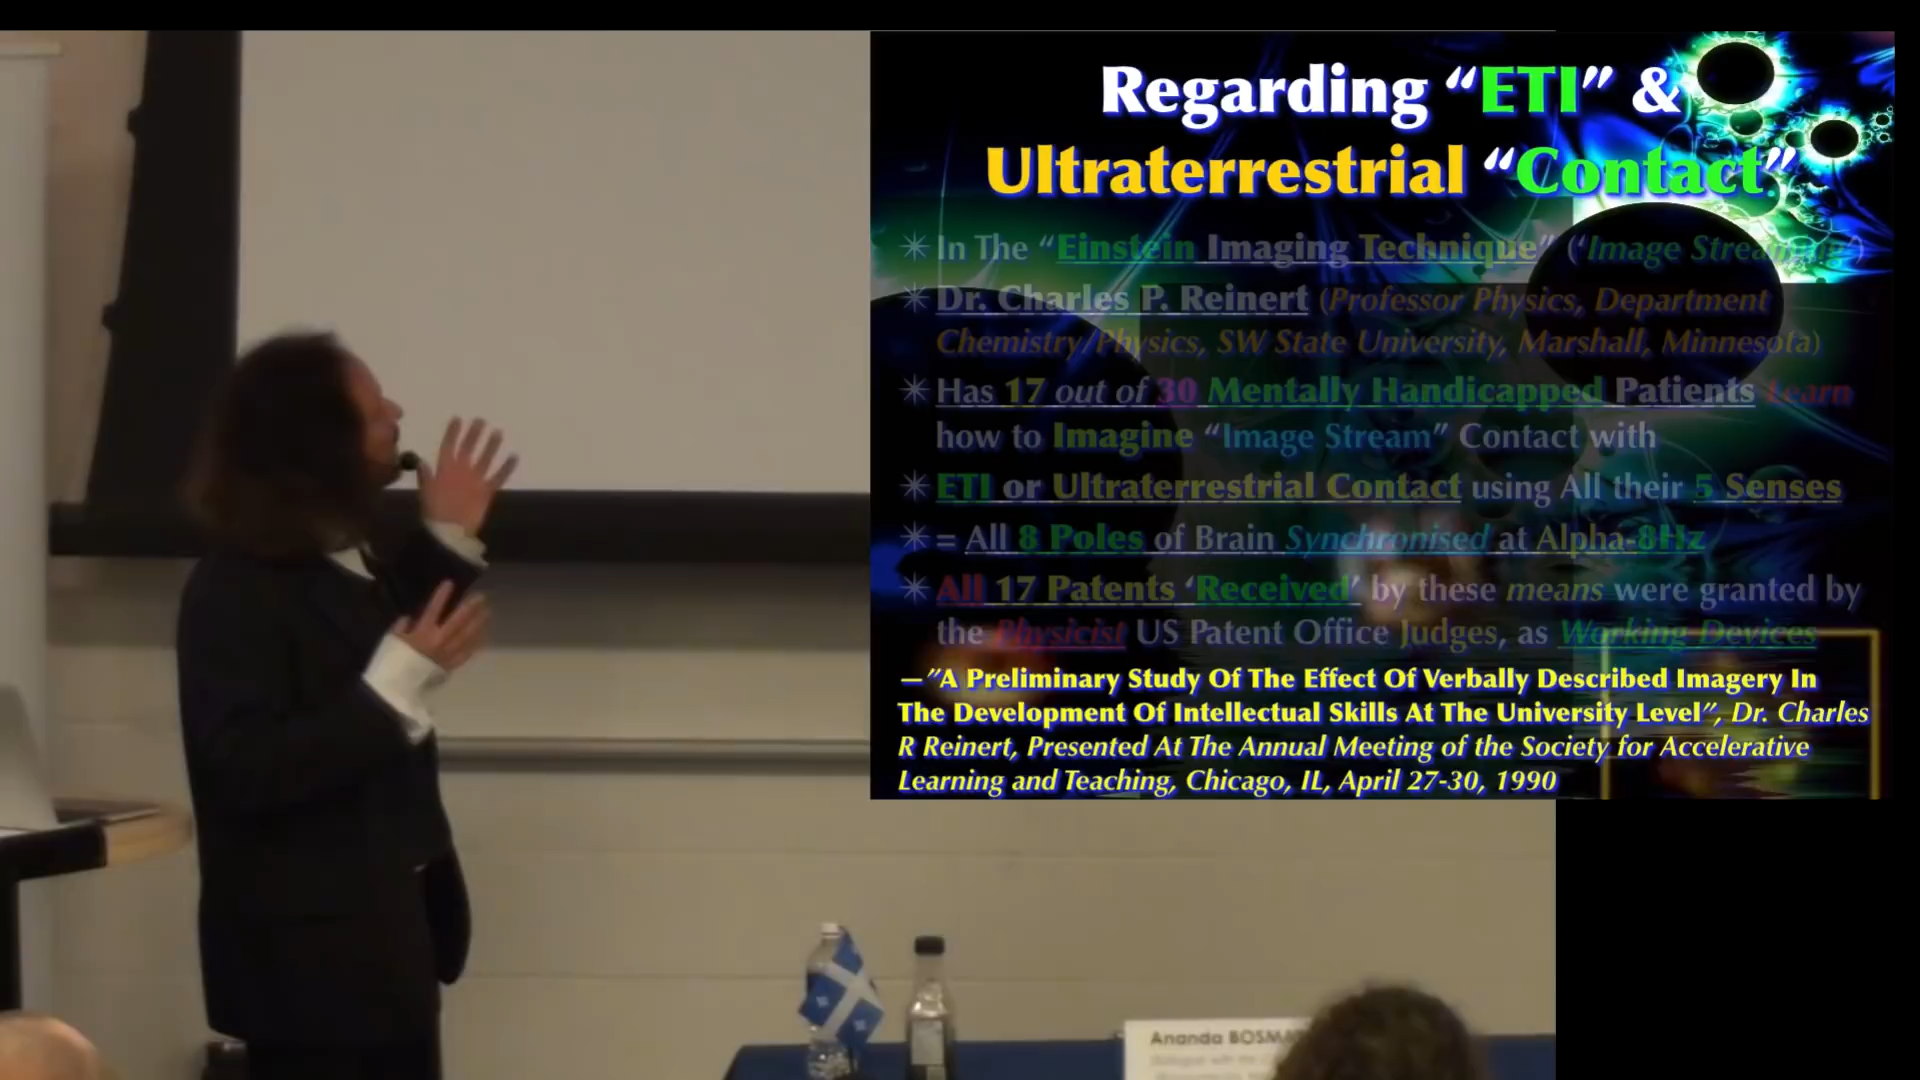 Regarding “ETI” &
Ultraterrestrial “Contact”
✴ In The “Einstein Imaging Technique” (‘Image Streaming’)
✴ Dr. Charles P. Reinert (Professor Physics, Department
Chemistry/Physics, SW State University, Marshall, Minnesota)
✴ Has 17 out of 30 Mentally Handicapped Patients Learn
how to Imagine “Image Stream” Contact with
✴ ETI or Ultraterrestrial Contact using All their 5 Senses
✴ = All 8 Poles of Brain Synchronised at Alpha-8Hz
✴ All 17 Patents ‘Received’ by these means were granted by
the Physicist US Patent Office Judges, as Working Devices
—”A Preliminary Study Of The Effect Of Verbally Described Imagery In
The Development Of Intellectual Skills At The University Level”, Dr. Charles
R Reinert, Presented At The Annual Meeting of the Society for Accelerative
Learning and Teaching, Chicago, IL, April 27-30, 1990
Ananda BOSMA